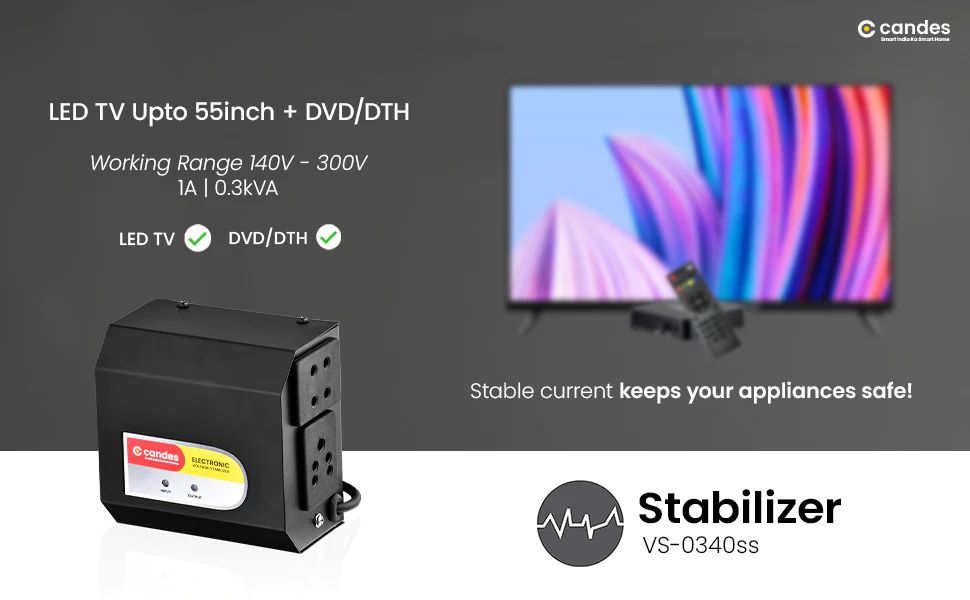 candes
Smart India Ka Smart Home
LED TV Upto 55inch + DVD/DTH
Working Range 140V - 300V
1A | 0.3kVA
LED TV DVD/DTH
Stable current keeps your appliances safe!
candes
ELECTRONIC
VOLTAGE STABILIZER
INPUT OUTPUT
Stabilizer
VS-0340ss